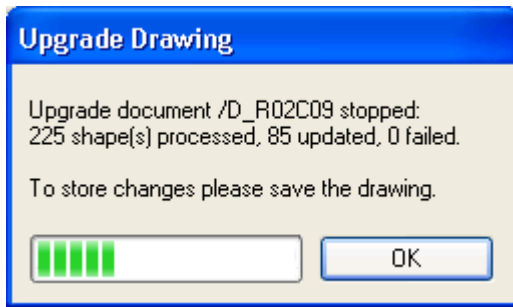 Upgrade Drawing
Upgrade document /D_R02C09 stopped:
225 shape(s) processed, 85 updated, 0 failed.
To store changes please save the drawing.
OK